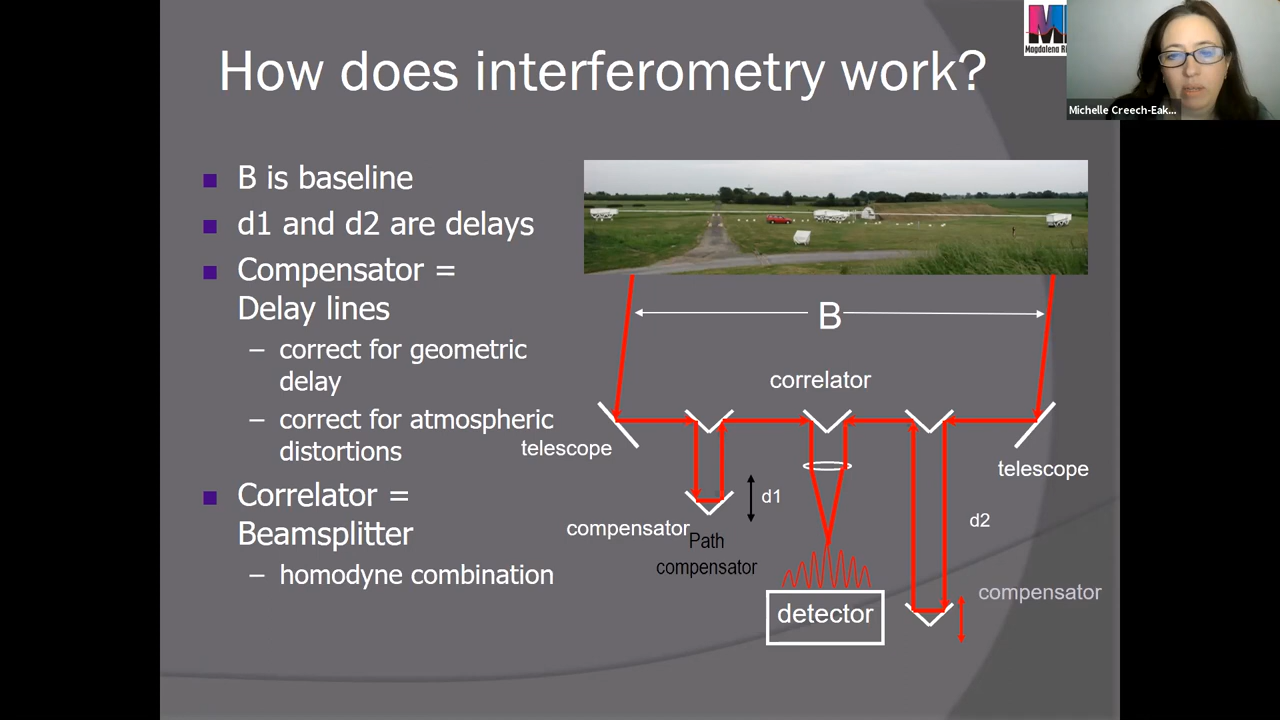 How does interferometry work?
Magdalena
Michelle Creech-Eak...
B is baseline
d1 and d2 are delays
Compensator =
Delay lines
– correct for geometric
delay
– correct for atmospheric
distortions
Correlator =
Beamsplitter
– homodyne combination
B
correlator
telescope
telescope
d1
d2
compensator
Path
compensator
compensator
detector